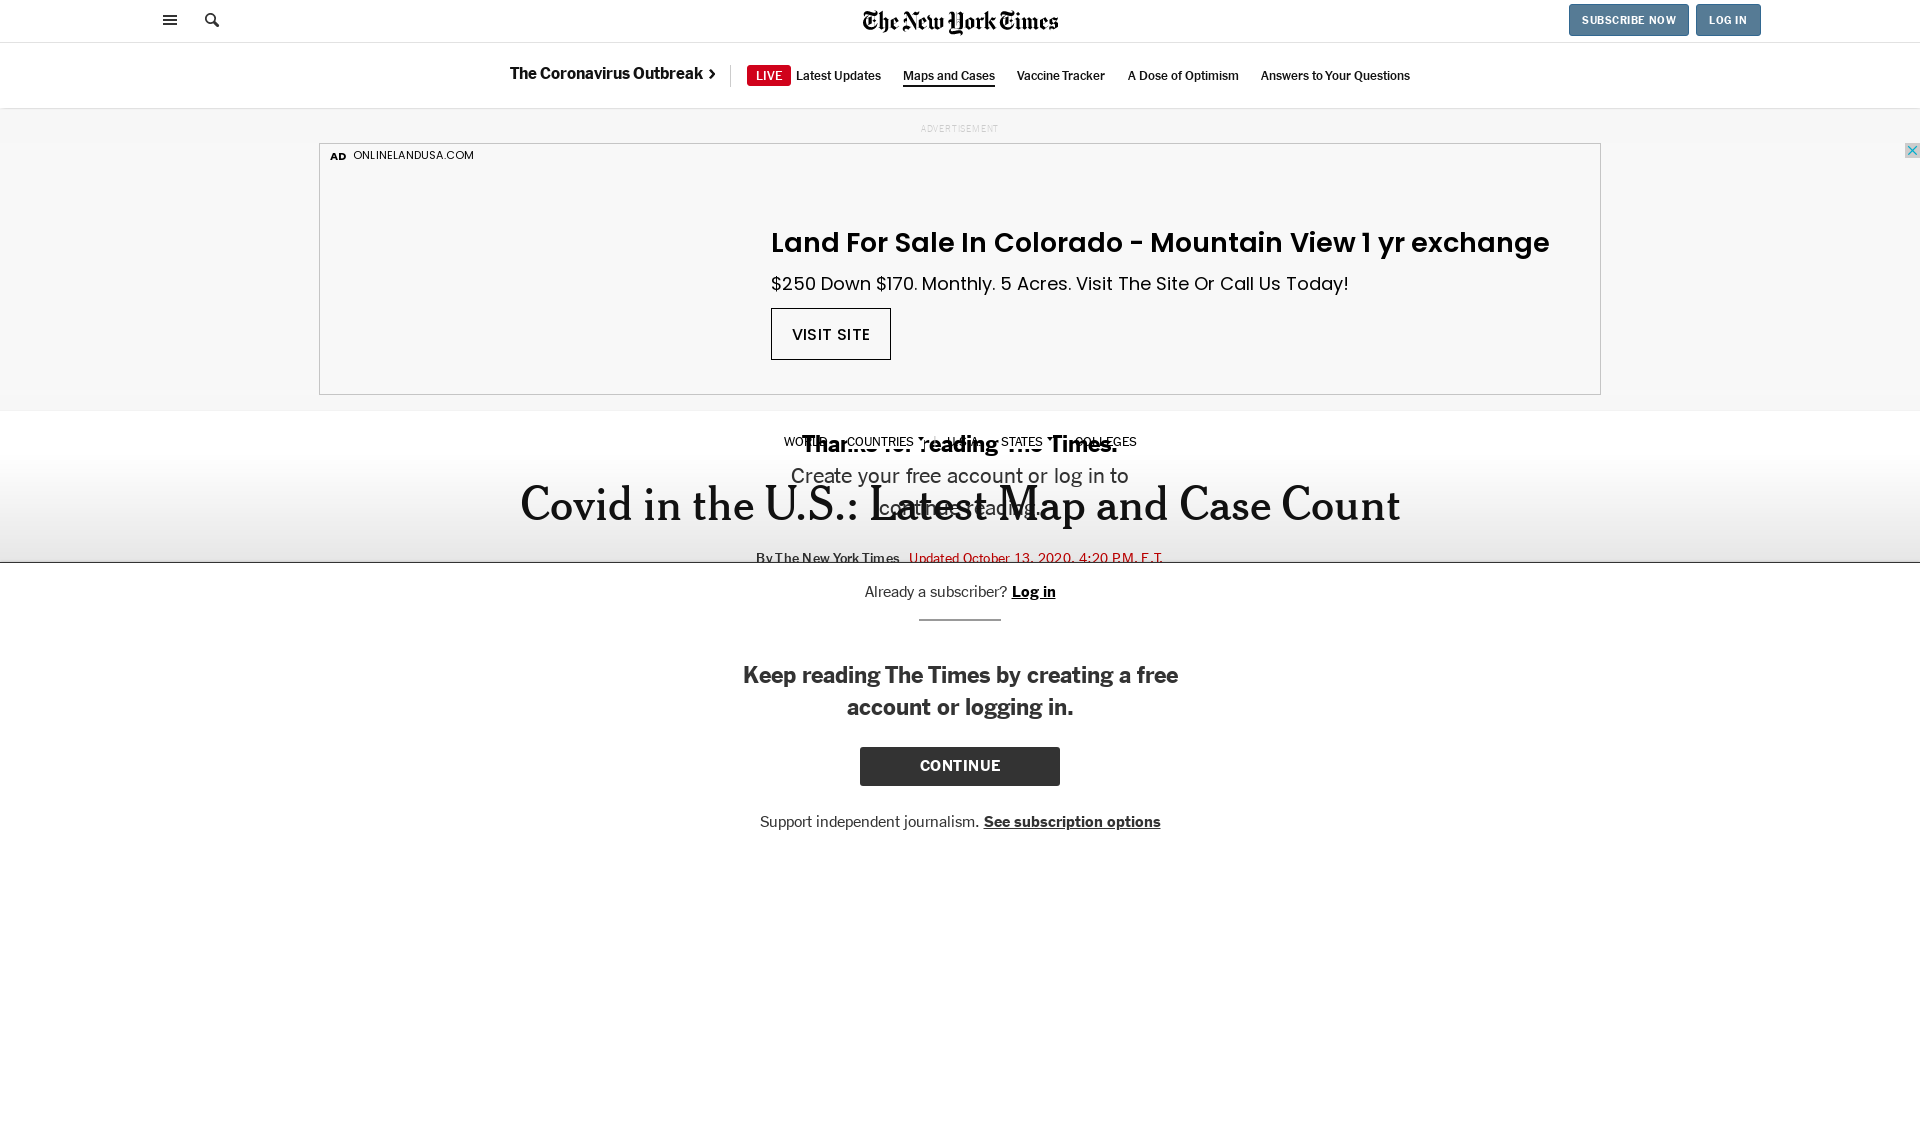 The New York Times
SUBSCRIBE NOW
LOG IN
The Coronavirus Outbreak
LIVE Latest Updates
Maps and Cases
Vaccine Tracker
A Dose of Optimism
Answers to Your Questions
ADVERTISEMENT
AD ONLINELANDUSA.COM
Land For Sale In Colorado - Mountain View 1 yr exchange
$250 Down $170. Monthly. 5 Acres. Visit The Site Or Call Us Today!
VISIT SITE
WORLD COUNTRIES U.S.A. STATES COLLEGES
Thanks for reading The Times.
Create your free account or log in to
continue reading.
Covid in the U.S.: Latest Map and Case Count
By The New York Times Updated October 13, 2020, 4:20 P.M. E.T.
Already a subscriber? Log in
Keep reading The Times by creating a free
account or logging in.
CONTINUE
Support independent journalism. See subscription options